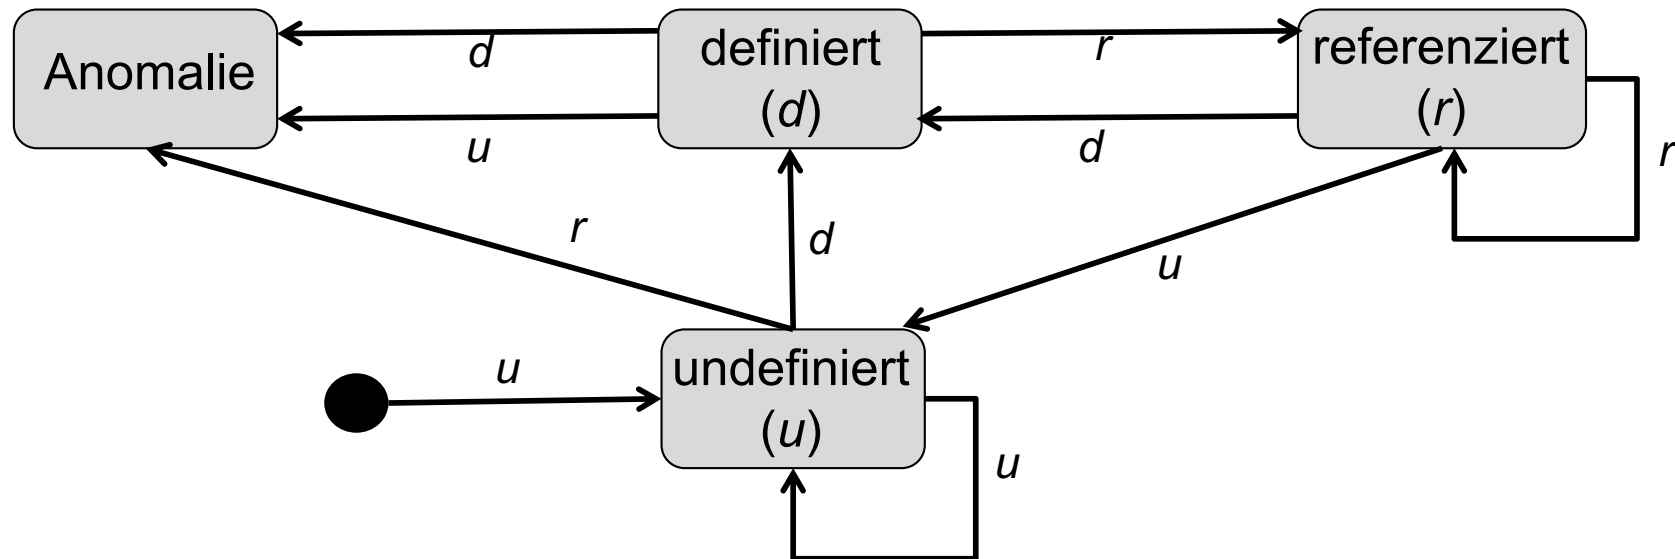 Anomalie
d
u
definiert
(d)
r
d
referenziert
(r)
r
r
d
u
u
undefiniert
(u)
u